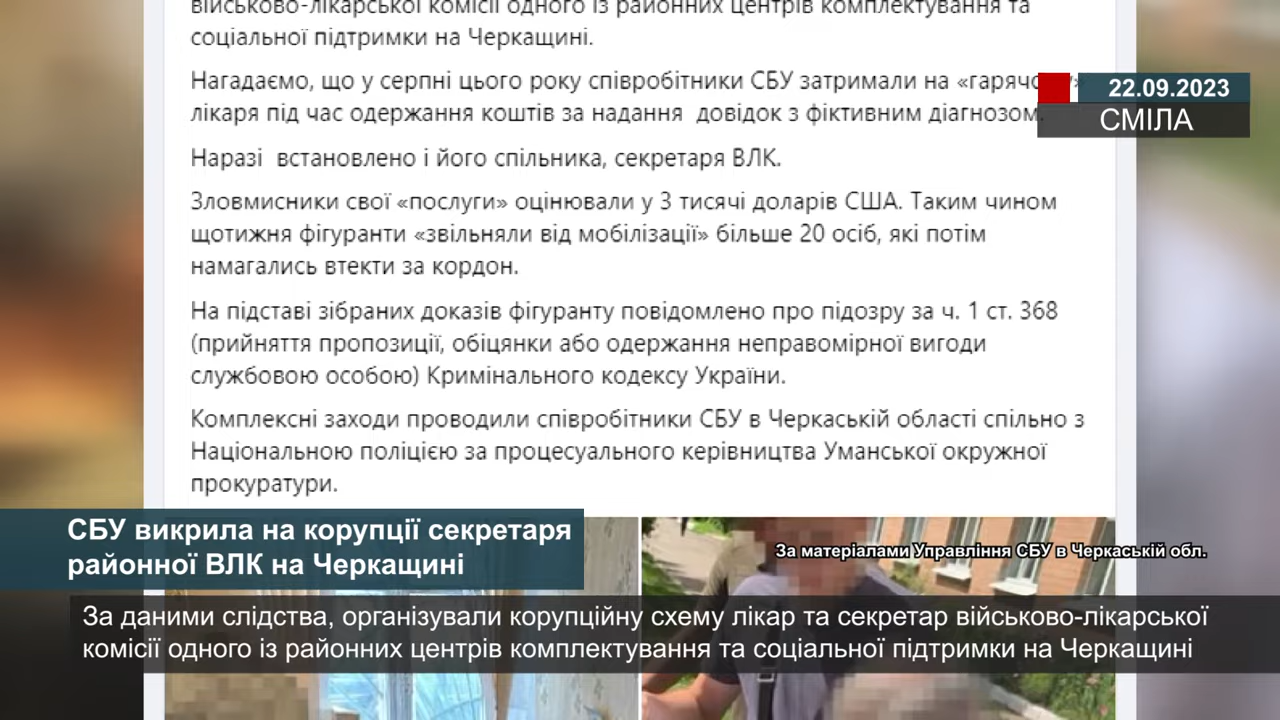 військово-лікарської комісії одного із районних центрів комплектування та
соціальної підтримки на Черкащині.
Нагадаємо, що у серпні цього року співробітники СБУ затримали на «гарячому»
лікаря під час одержання коштів за надання довідок з фіктивним діагнозом.
Наразі встановлено і його спільника, секретаря ВЛК.
Зловмисники свої «послуги» оцінювали у 3 тисячі доларів США. Таким чином
щотижня фігуранти «звільняли від мобілізації» більше 20 осіб, які потім
намагались втекти за кордон.
На підставі зібраних доказів фігуранту повідомлено про підозру за ч. 1 ст. 368
(прийняття пропозиції, обіцянки або одержання неправомірної вигоди
службовою особою) Кримінального кодексу України.
Комплексні заходи проводили співробітники СБУ в Черкаській області спільно з
Національною поліцією за процесуального керівництва Уманської окружної
прокуратури.
22.09.2023
СМІЛА
СБУ викрила на корупції секретаря
районної ВЛК на Черкащині
За матеріалами Управління СБУ в Черкаській обл.
За даними слідства, організували корупційну схему лікар та секретар військово-лікарської
комісії одного із районних центрів комплектування та соціальної підтримки на Черкащині